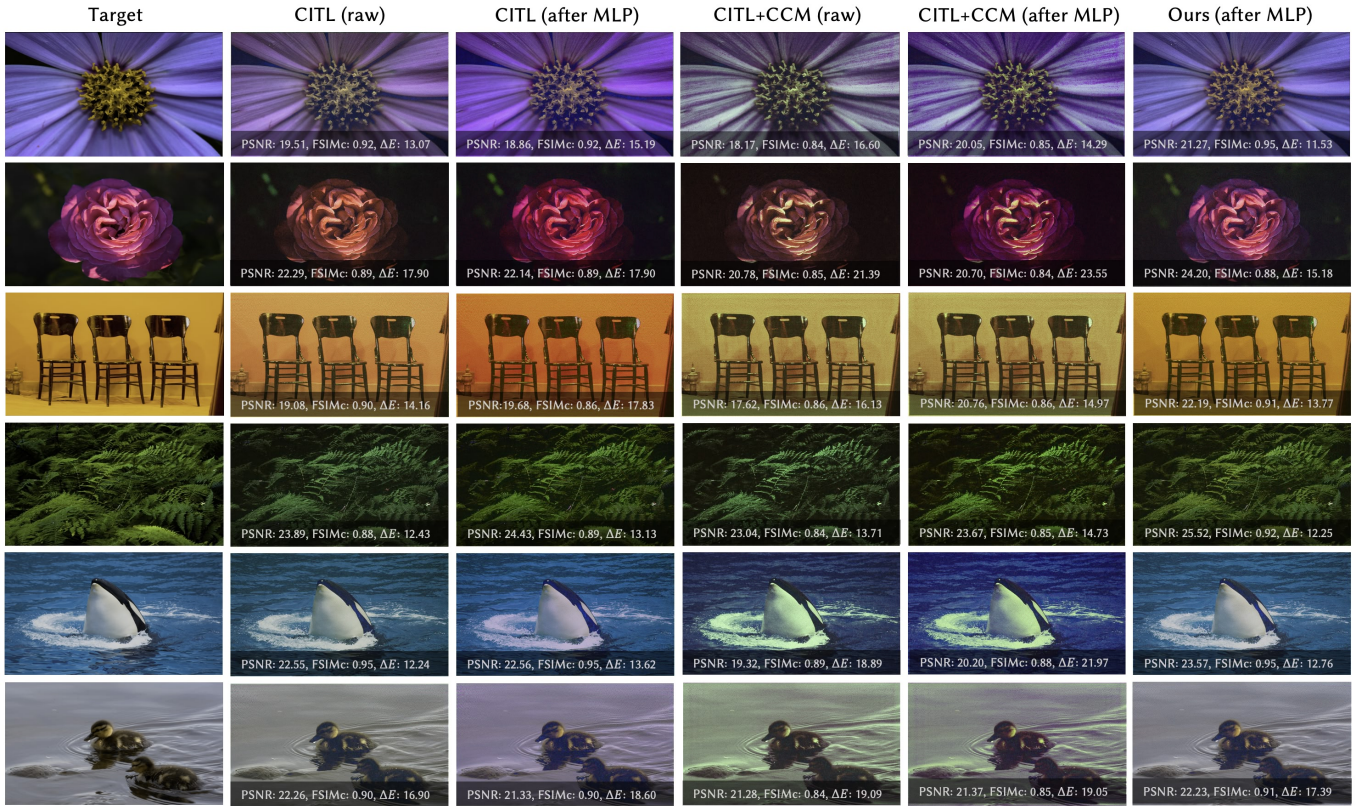 Target CITL (raw) CITL (after MLP) CITL+CCM (raw) CITL+CCM (after MLP) Ours (after MLP)
PSNR: 19.51, FSIMc: 0.92, ΔE: 13.07 PSNR: 18.86, FSIMc: 0.92, ΔE: 15.19 PSNR: 18.17, FSIMc: 0.84, ΔE: 16.60 PSNR: 20.05, FSIMc: 0.85, ΔE: 14.29 PSNR: 21.27, FSIMc: 0.95, ΔE: 11.53
PSNR: 22.29, FSIMc: 0.89, ΔE: 17.90 PSNR: 22.14, FSIMc: 0.89, ΔE: 17.90 PSNR: 20.78, FSIMc: 0.85, ΔE: 21.39 PSNR: 20.70, FSIMc: 0.84, ΔE: 23.55 PSNR: 24.20, FSIMc: 0.88, ΔE: 15.18
PSNR: 19.08, FSIMc: 0.90, ΔE: 14.16 PSNR:19.68, FSIMc: 0.86, ΔE: 17.83 PSNR: 17.62, FSIMc: 0.86, ΔE: 16.13 PSNR: 20.76, FSIMc: 0.86, ΔE: 14.97 PSNR: 22.19, FSIMc: 0.91, ΔE: 13.77
PSNR: 23.89, FSIMc: 0.88, ΔE: 12.43 PSNR: 24.43, FSIMc: 0.89, ΔE: 13.13 PSNR: 23.04, FSIMc: 0.84, ΔE: 13.71 PSNR: 23.67, FSIMc: 0.85, ΔE: 14.73 PSNR: 25.52, FSIMc: 0.92, ΔE: 12.25
PSNR: 22.55, FSIMc: 0.95, ΔE: 12.24 PSNR: 22.56, FSIMc: 0.95, ΔE: 13.62 PSNR: 19.32, FSIMc: 0.89, ΔE: 18.89 PSNR: 20.20, FSIMc: 0.88, ΔE: 21.97 PSNR: 23.57, FSIMc: 0.95, ΔE: 12.76
PSNR: 22.26, FSIMc: 0.90, ΔE: 16.90 PSNR: 21.33, FSIMc: 0.90, ΔE: 18.60 PSNR: 21.28, FSIMc: 0.84, ΔE: 19.09 PSNR: 21.37, FSIMc: 0.85, ΔE: 19.05 PSNR: 22.23, FSIMc: 0.91, ΔE: 17.39